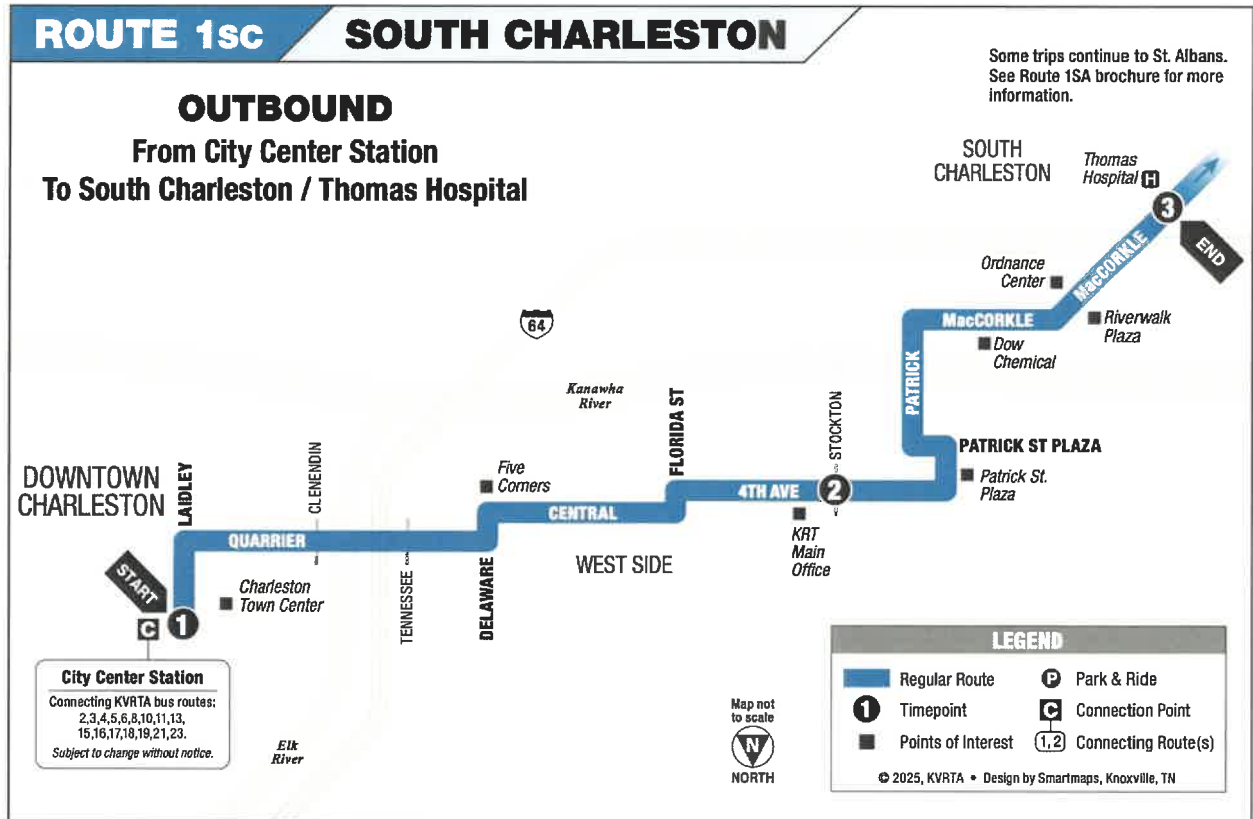 ROUTE 1SC
SOUTH CHARLESTON
Some trips continue to St. Albans.
See Route 1SA brochure for more
information.
OUTBOUND
From City Center Station
To South Charleston / Thomas Hospital
SOUTH
CHARLESTON
Thomas
Hospital H
3
END
MacCORKLE
Ordnance
Center
MacCORKLE
Riverwalk
Plaza
Dow
Chemical
64
Kanawha
River
PATRICK
FLORIDA ST
STOCKTON
PATRICK ST PLAZA
Patrick St.
Plaza
DOWNTOWN
CHARLESTON
LAIDLEY
CLENENDIN
Five
Corners
4TH AVE
2
CENTRAL
KRT
Main
Office
QUARRIER
WEST SIDE
TENNESSEE
DELAWARE
START
Charleston
Town Center
C
1
City Center Station
Connecting KVRTA bus routes:
2,3,4,5,6,8,10,11,13,
15,16,17,18,19,21,23.
Subject to change without notice.
Elk
River
Map not
to scale
N
NORTH
LEGEND
Regular Route
P Park & Ride
1 Timepoint
C Connection Point
Points of Interest
1,2 Connecting Route(s)
© 2025, KVRTA • Design by Smartmaps, Knoxville, TN